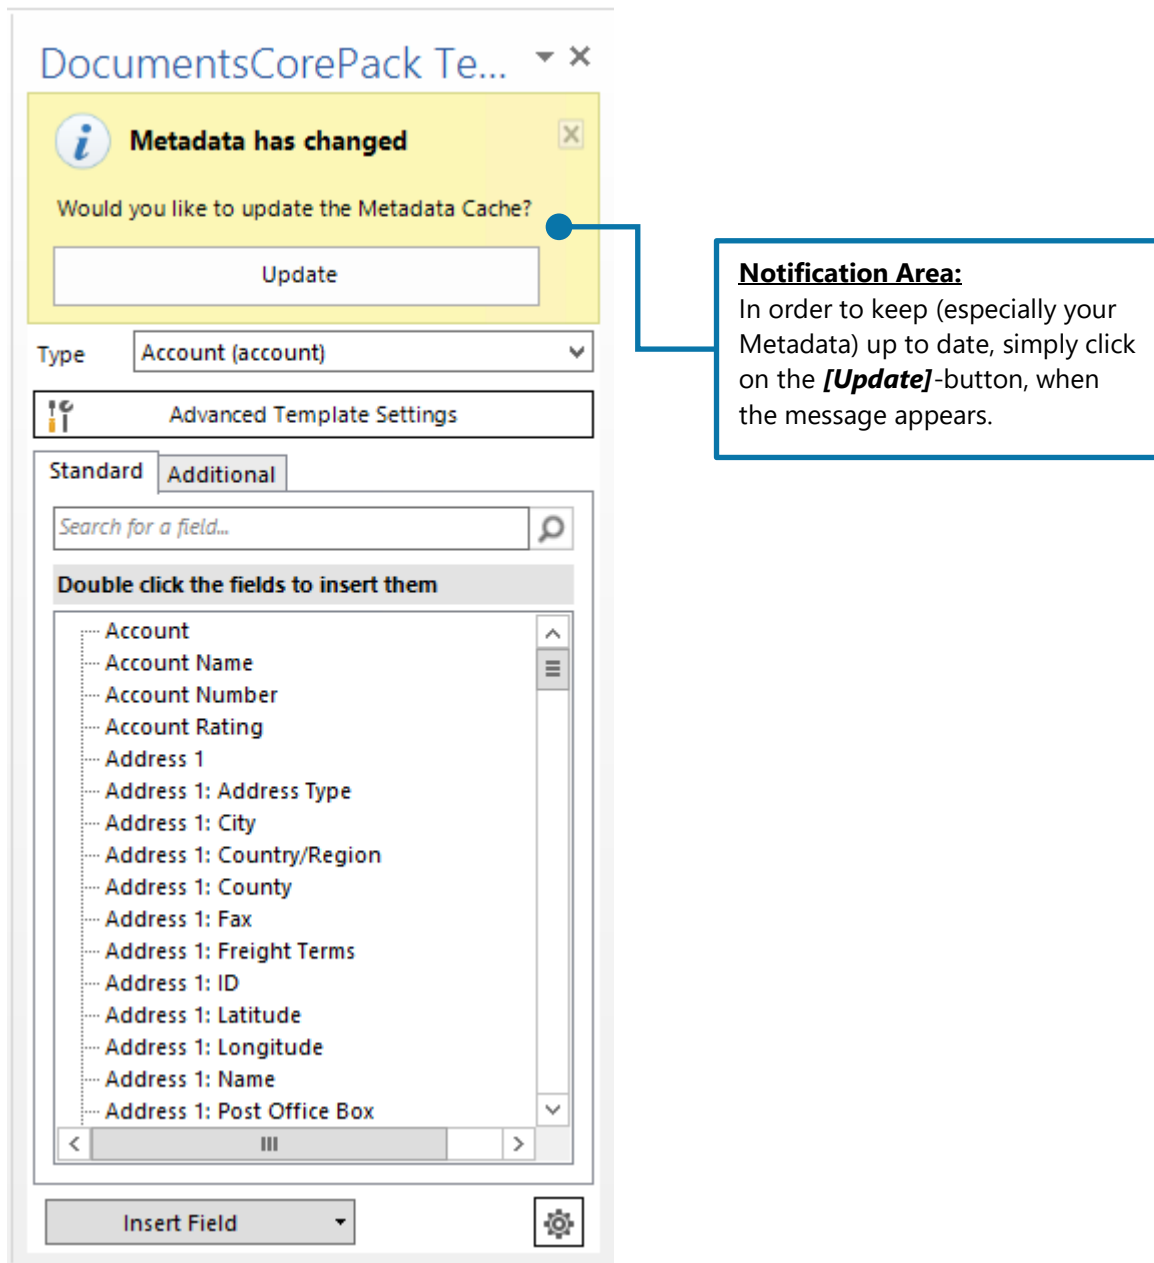 DocumentsCorePack Te...
Metadata has changed
Would you like to update the Metadata Cache?
Update
Notification Area:
In order to keep (especially your
Metadata) up to date, simply click
on the [Update]-button, when
the message appears.
Type
Account (account)
Advanced Template Settings
Standard
Additional
Search for a field...
Double click the fields to insert them
Account
Account Name
Account Number
Account Rating
Address 1
Address 1: Address Type
Address 1: City
Address 1: Country/Region
Address 1: County
Address 1: Fax
Address 1: Freight Terms
Address 1: ID
Address 1: Latitude
Address 1: Longitude
Address 1: Name
Address 1: Post Office Box
Insert Field